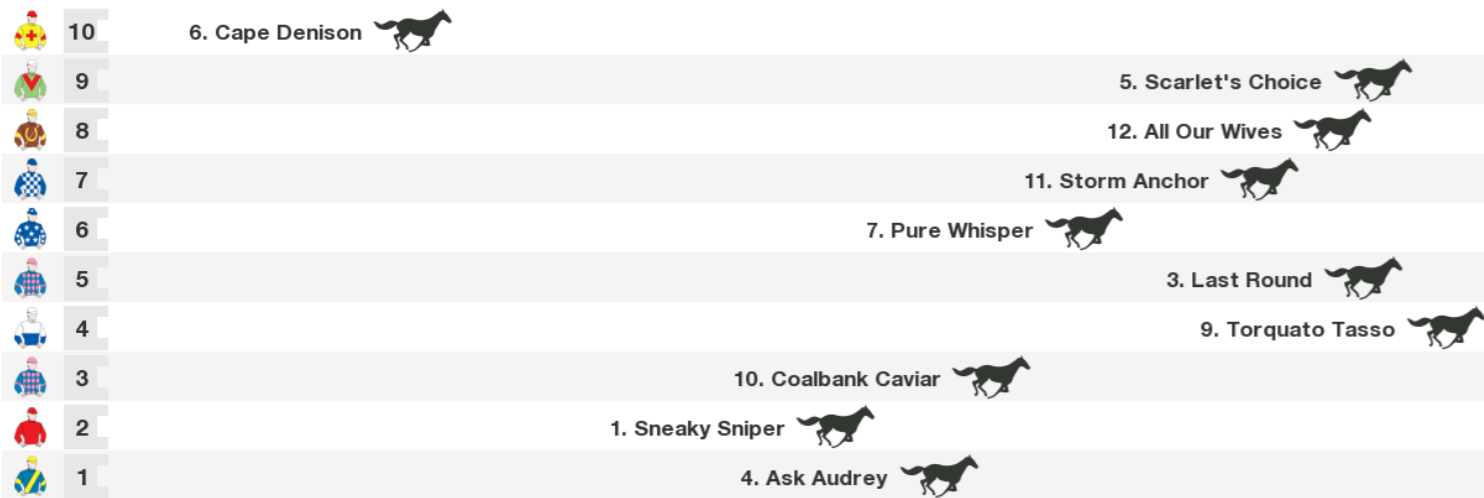 10 6. Cape Denison
9 5. Scarlet's Choice
8 12. All Our Wives
7 11. Storm Anchor
6 7. Pure Whisper
5 3. Last Round
4 9. Torquato Tasso
3 10. Coalbank Caviar
2 1. Sneaky Sniper
1 4. Ask Audrey